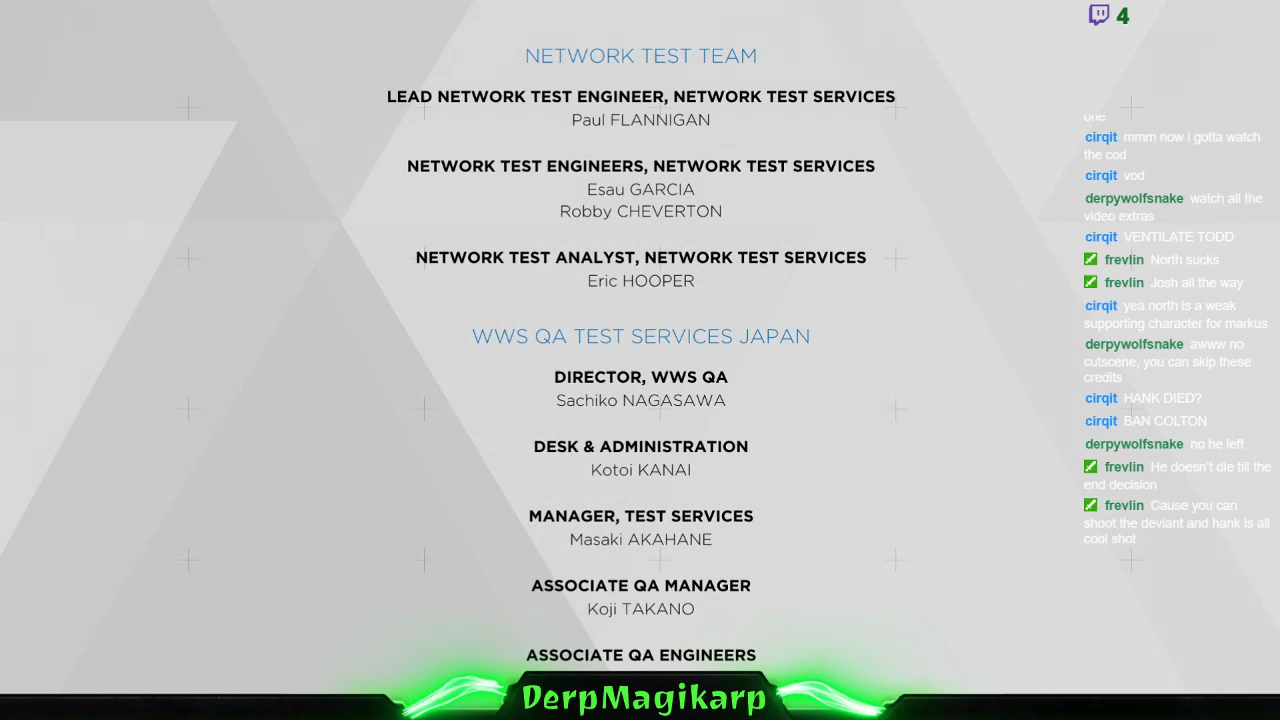 4
NETWORK TEST TEAM
LEAD NETWORK TEST ENGINEER, NETWORK TEST SERVICES
Paul FLANNIGAN
NETWORK TEST ENGINEERS, NETWORK TEST SERVICES
Esau GARCIA
Robby CHEVERTON
NETWORK TEST ANALYST, NETWORK TEST SERVICES
Eric HOOPER
WWS QA TEST SERVICES JAPAN
DIRECTOR, WWS QA
Sachiko NAGASAWA
DESK & ADMINISTRATION
Kotoi KANAI
MANAGER, TEST SERVICES
Masaki AKAHANE
ASSOCIATE QA MANAGER
Koji TAKANO
ASSOCIATE QA ENGINEERS
DerpMagikarp
one
cirqit mmm now i gotta watch
the cod
cirqit vod
derpywolfsnake watch all the
video extras
cirqit VENTILATE TODD
frevlin North sucks
frevlin Josh all the way
cirqit yea north is a weak
supporting character for markus
derpywolfsnake awww no
cutscene, you can skip these
credits
cirqit HANK DIED?
cirqit BAN COLTON
derpywolfsnake no he left
frevlin He doesn't die till the
end decision
frevlin Cause you can
shoot the deviant and hank is all
cool shot